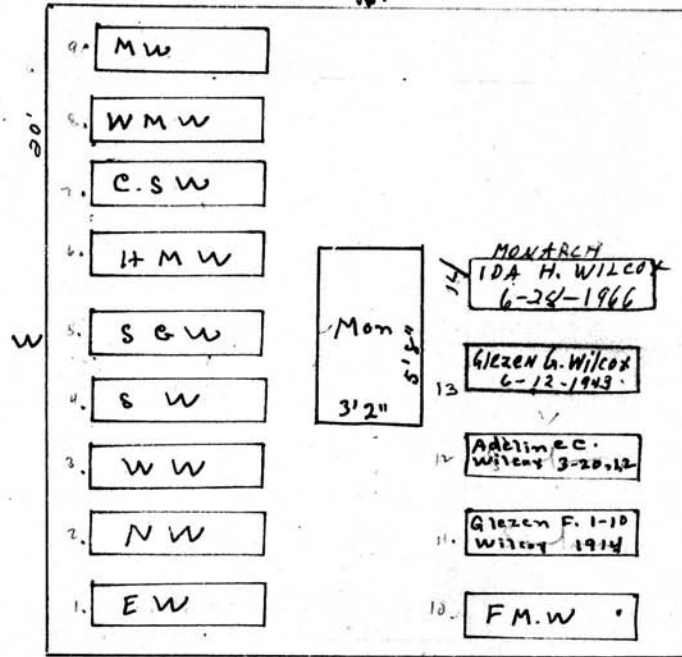 N.
9. MW
8. WMW
7. C.SW
6. HMW
5. SGW
4. SW
3. WW
2. NW
1. EW
20'
W
Mon
5'8"
3'2"
MONARCH
14 IDA H. WILCOX
6-28-1966
13 Glezen G. Wilcox
6-12-1943.
12 Adeline C.
Wilcox 3-20-12
11. Glezen F. 1-10
Wilcox 1914
10. FM.W